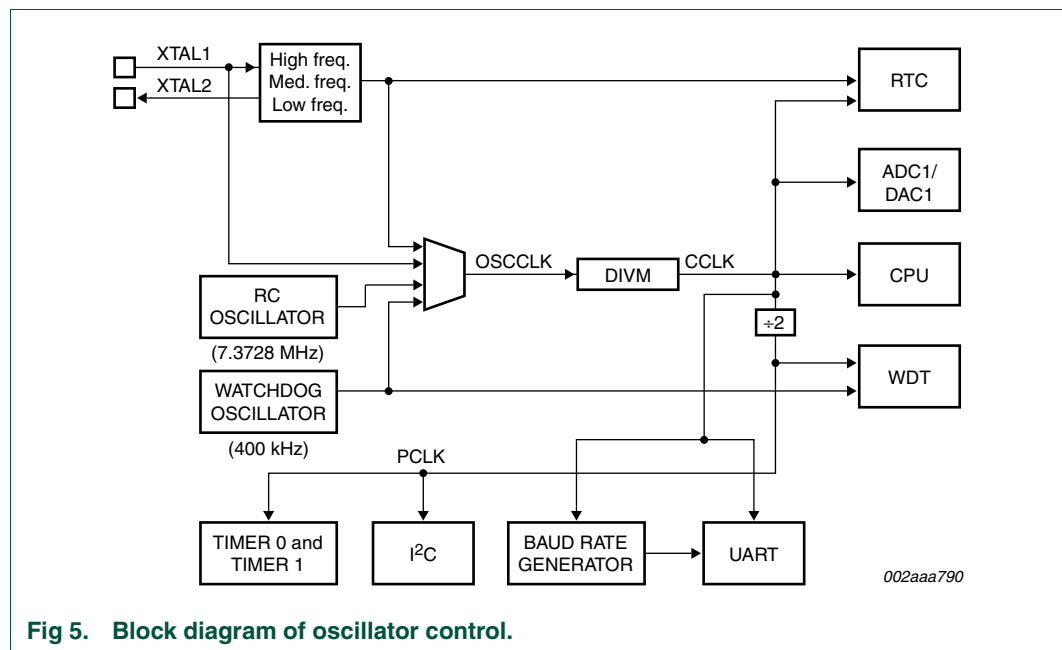 XTAL1
XTAL2
High freq.
Med. freq.
Low freq.
RTC
ADC1/
DAC1
OSCCLK
DIVM
CCLK
CPU
RC
OSCILLATOR
(7.3728 MHz)
÷2
WATCHDOG
OSCILLATOR
(400 kHz)
WDT
PCLK
TIMER 0 and
TIMER 1
I²C
BAUD RATE
GENERATOR
UART
002aaa790
Fig 5. Block diagram of oscillator control.